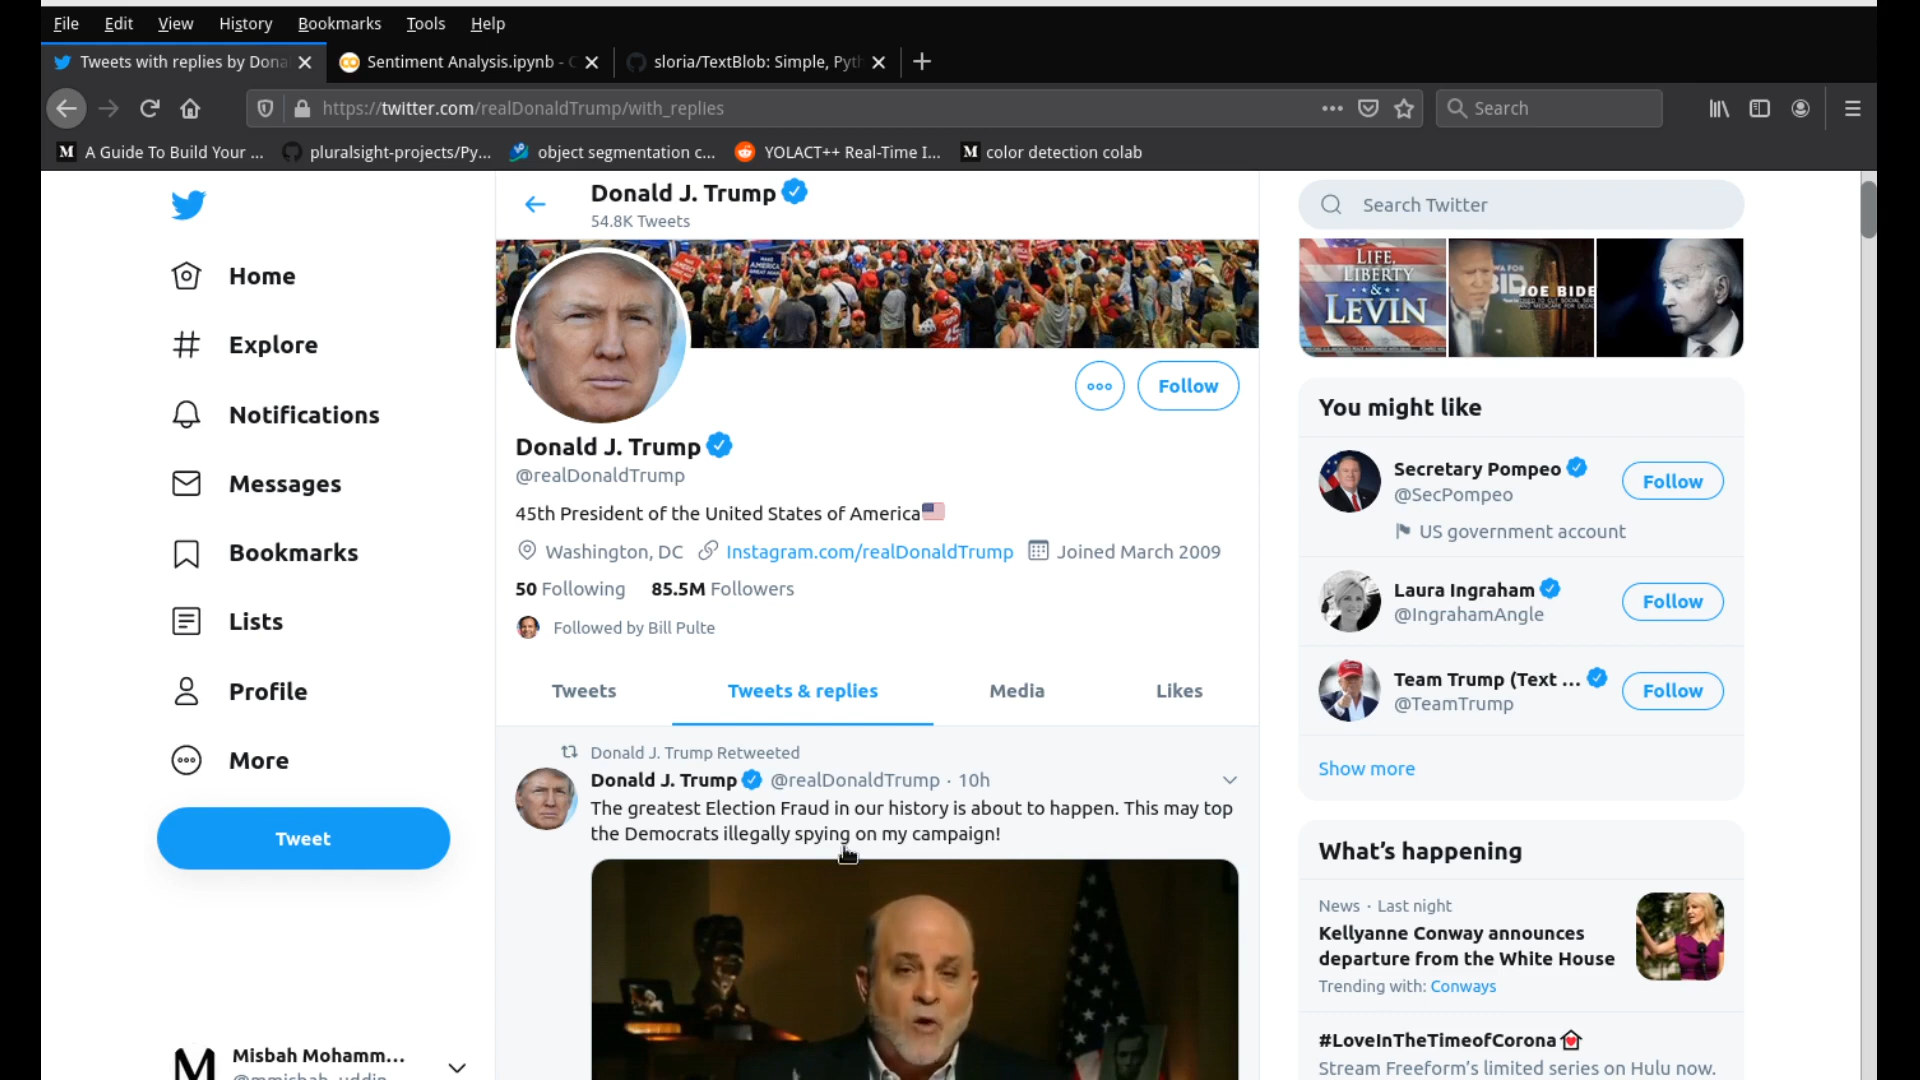 File Edit View History Bookmarks Tools Help
Tweets with replies by Dona
Sentiment Analysis.ipynb - C
sloria/TextBlob: Simple, Pyth
https://twitter.com/realDonaldTrump/with_replies
Search
A Guide To Build Your ...
pluralsight-projects/Py...
object segmentation c...
YOLACT++ Real-Time I...
color detection colab
Home
Explore
Notifications
Messages
Bookmarks
Lists
Profile
More
Tweet
Misbah Mohamm...
Donald J. Trump
54.8K Tweets
Follow
Donald J. Trump
@realDonaldTrump
45th President of the United States of America
Washington, DC Instagram.com/realDonaldTrump Joined March 2009
50 Following 85.5M Followers
Followed by Bill Pulte
Tweets Tweets & replies Media Likes
Donald J. Trump Retweeted
Donald J. Trump @realDonaldTrump · 10h
The greatest Election Fraud in our history is about to happen. This may top
the Democrats illegally spying on my campaign!
Search Twitter
LIFE,
LIBERTY
&
LEVIN
JOE BIDE
You might like
Secretary Pompeo
@SecPompeo
US government account
Follow
Laura Ingraham
@IngrahamAngle
Follow
Team Trump (Text ...
@TeamTrump
Follow
Show more
What's happening
News · Last night
Kellyanne Conway announces
departure from the White House
Trending with: Conways
#LoveInTheTimeofCorona
Stream Freeform's limited series on Hulu now.